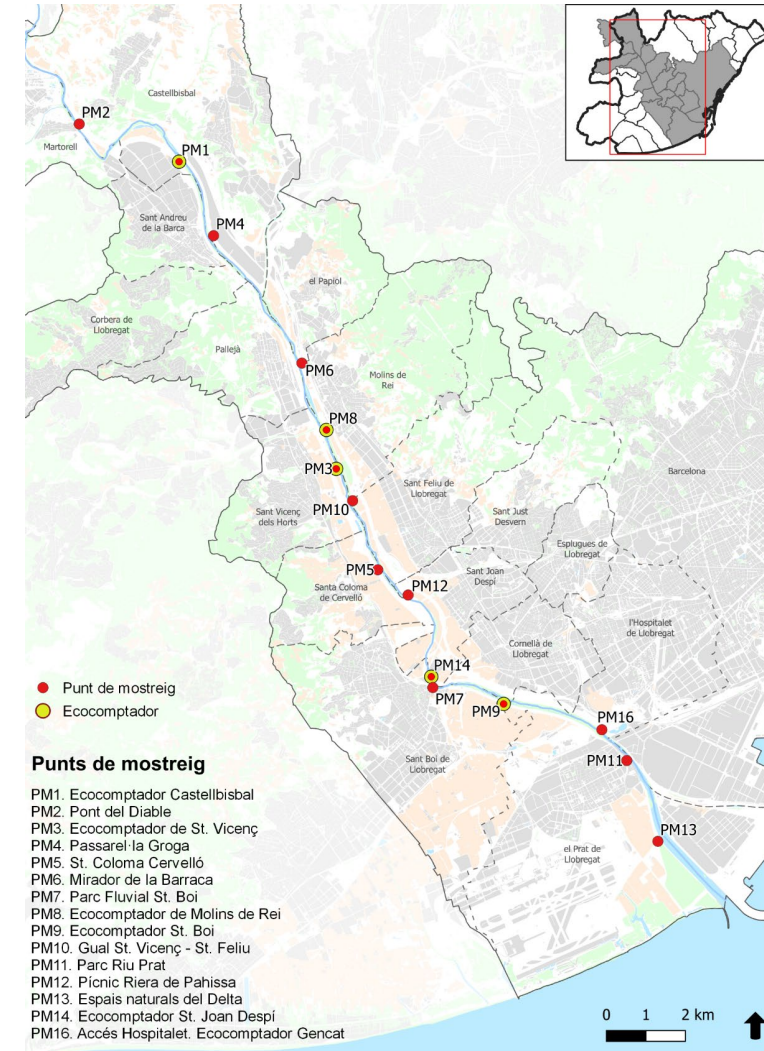 PM2
Castellbisbal
Martorell
PM1
Sant Andreu
de la Barca
PM4
el Papiol
Corbera de
Llobregat
Pallejà
PM6
Molins de
Rei
PM8
PM3
Barcelona
Sant Feliu de
Llobregat
PM10
Sant Vicenç
dels Horts
Sant Just
Desvern
Esplugues de
Llobregat
PM5
Sant Joan
Despí
Santa Coloma
de Cervelló
PM12
l'Hospitalet
de Llobregat
Cornellà de
Llobregat
PM14
PM7
PM9
PM16
Sant Boi de
Llobregat
PM11
PM13
el Prat de
Llobregat
Punt de mostreig
Ecocomptador
Punts de mostreig
PM1. Ecocomptador Castellbisbal
PM2. Pont del Diable
PM3. Ecocomptador de St. Vicenç
PM4. Passarel·la Groga
PM5. St. Coloma Cervelló
PM6. Mirador de la Barraca
PM7. Parc Fluvial St. Boi
PM8. Ecocomptador de Molins de Rei
PM9. Ecocomptador St. Boi
PM10. Gual St. Vicenç - St. Feliu
PM11. Parc Riu Prat
PM12. Pícnic Riera de Pahissa
PM13. Espais naturals del Delta
PM14. Ecocomptador St. Joan Despí
PM16. Accés Hospitalet. Ecocomptador Gencat
0 1 2 km